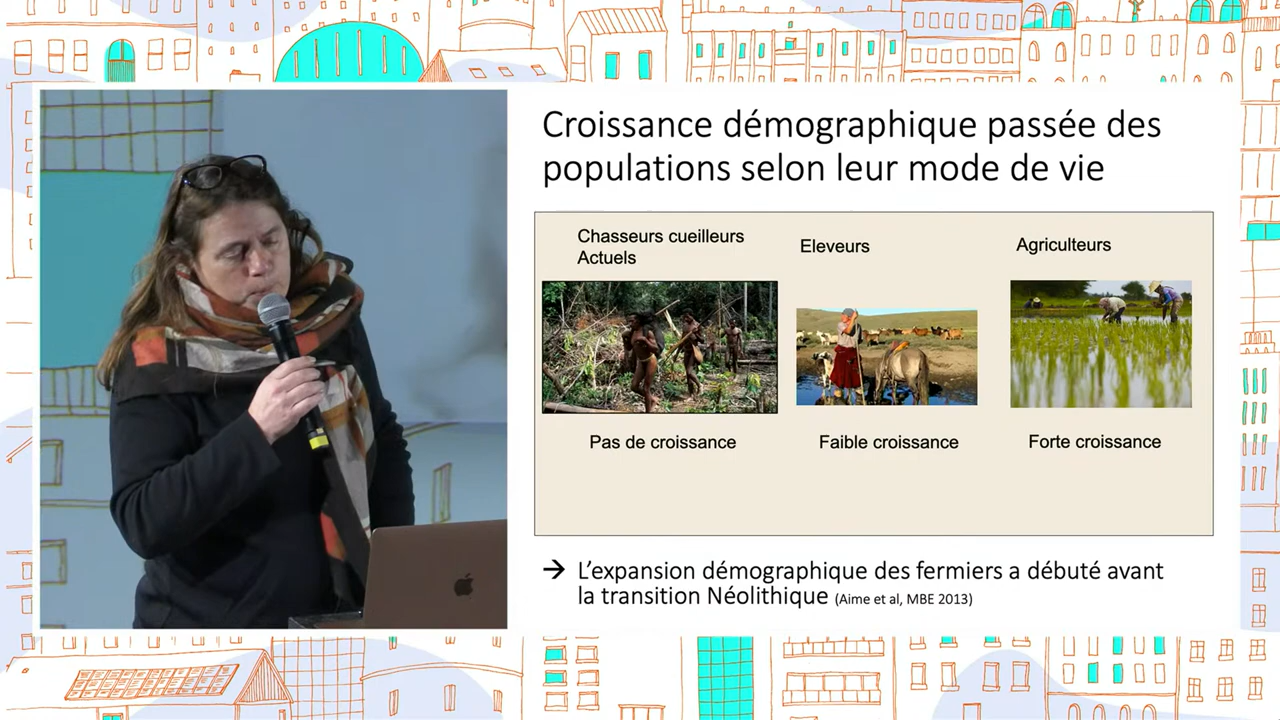 Croissance démographique passée des
populations selon leur mode de vie
Chasseurs cueilleurs
Actuels
Eleveurs
Agriculteurs
Pas de croissance
Faible croissance
Forte croissance
→ L'expansion démographique des fermiers a débuté avant
la transition Néolithique (Aime et al, MBE 2013)